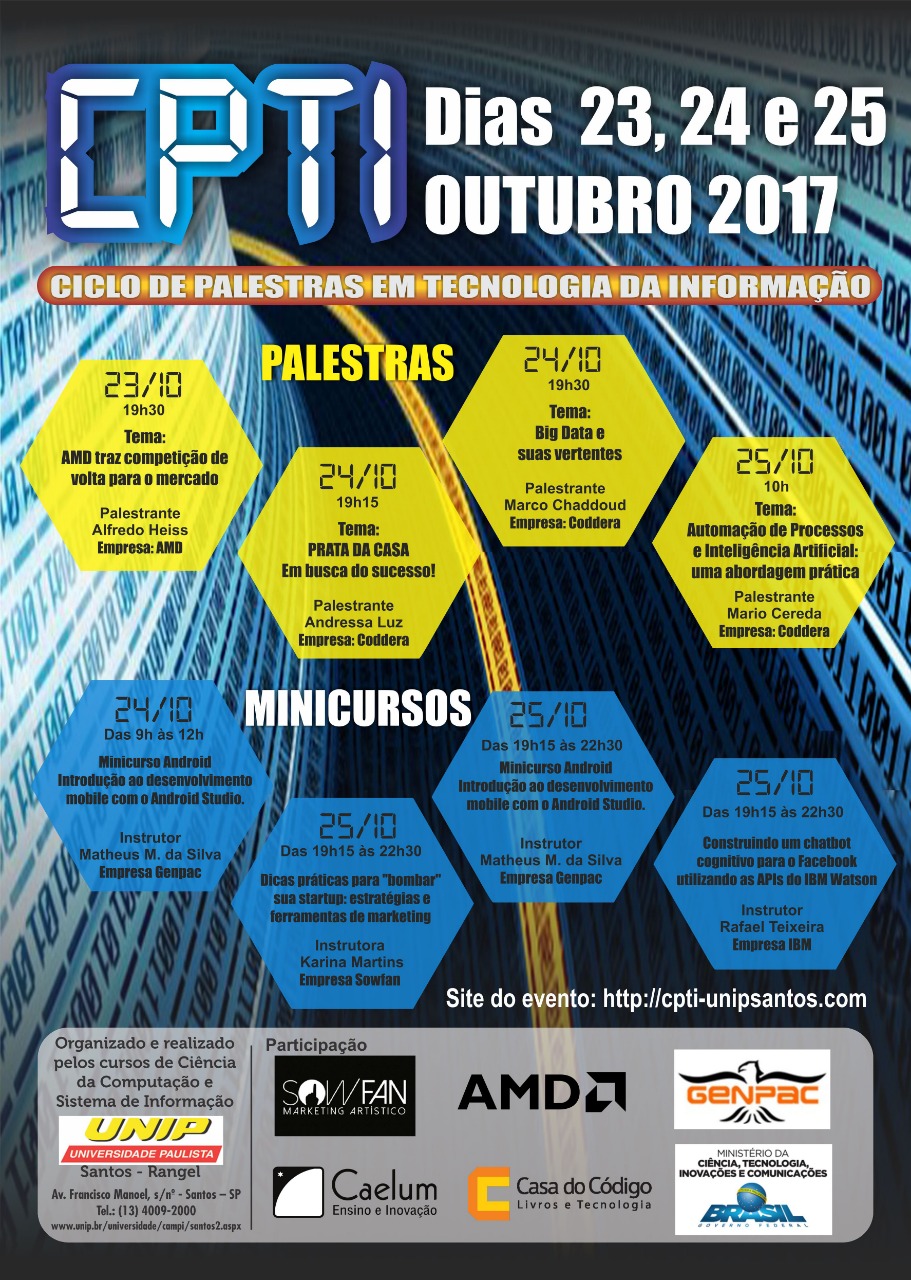 CPTI
Dias 23, 24 e 25
OUTUBRO 2017
CICLO DE PALESTRAS EM TECNOLOGIA DA INFORMAÇÃO
PALESTRAS
23/10
19h30
Tema:
AMD traz competição de
volta para o mercado
Palestrante
Alfredo Heiss
Empresa: AMD
24/10
19h15
Tema:
PRATA DA CASA
Em busca do sucesso!
Palestrante
Andressa Luz
Empresa: Coddera
24/10
19h30
Tema:
Big Data e
suas vertentes
Palestrante
Marco Chaddoud
Empresa: Coddera
25/10
10h
Tema:
Automação de Processos
e Inteligência Artificial:
uma abordagem prática
Palestrante
Mario Cereda
Empresa: Coddera
MINICURSOS
24/10
Das 9h às 12h
Minicurso Android
Introdução ao desenvolvimento
mobile com o Android Studio.
Instrutor
Matheus M. da Silva
Empresa Genpac
25/10
Das 19h15 às 22h30
Dicas práticas para "bombar"
sua startup: estratégias e
ferramentas de marketing
Instrutora
Karina Martins
Empresa Sowfan
25/10
Das 19h15 às 22h30
Minicurso Android
Introdução ao desenvolvimento
mobile com o Android Studio.
Instrutor
Matheus M. da Silva
Empresa Genpac
25/10
Das 19h15 às 22h30
Construindo um chatbot
cognitivo para o Facebook
utilizando as APIs do IBM Watson
Instrutor
Rafael Teixeira
Empresa IBM
Site do evento: http://cpti-unipsantos.com
Organizado e realizado
pelos cursos de Ciência
da Computação e
Sistema de Informação
UNIP
UNIVERSIDADE PAULISTA
Santos - Rangel
Av. Francisco Manoel, s/nº - Santos – SP
Tel.: (13) 4009-2000
www.unip.br/universidade/campi/santos2.aspx
Participação
SOWFAN
MARKETING ARTÍSTICO
AMD
GENPAC
Caelum
Ensino e Inovação
Casa do Código
Livros e Tecnologia
MINISTÉRIO DA
CIÊNCIA, TECNOLOGIA,
INOVAÇÕES E COMUNICAÇÕES
BRASIL
GOVERNO FEDERAL